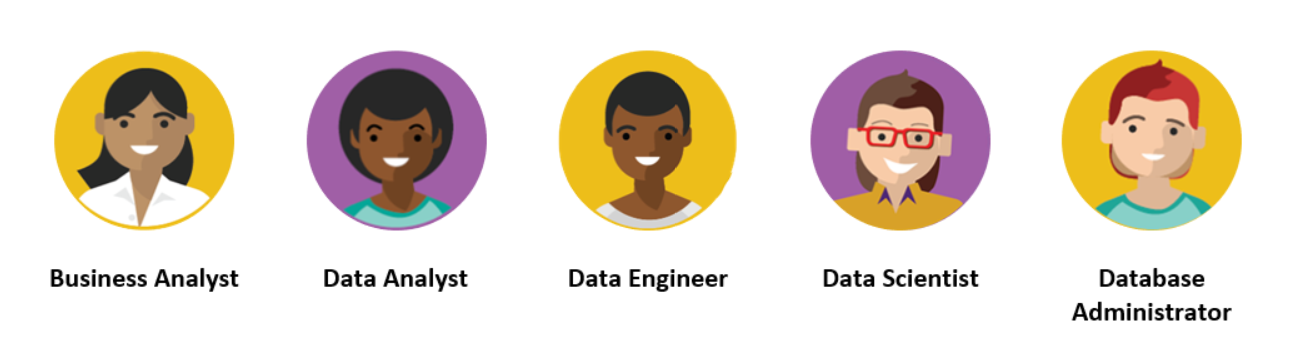 Business Analyst
Data Analyst
Data Engineer
Data Scientist
Database
Administrator